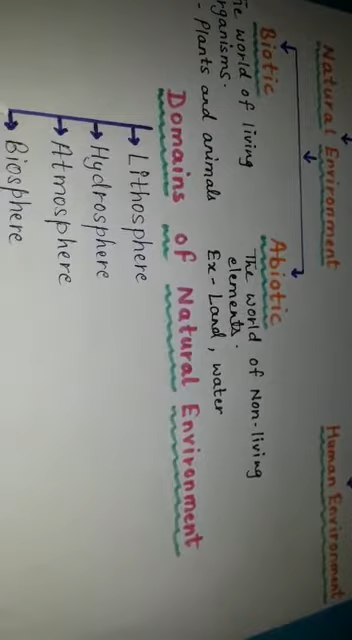 Natural Environment
Human Environment
Biotic
Abiotic
The world of living
organisms.
- Plants and animals
The world of Non-living
elements.
Ex- Land, water
Domains of Natural Environment
Lithosphere
Hydrosphere
Atmosphere
Biosphere